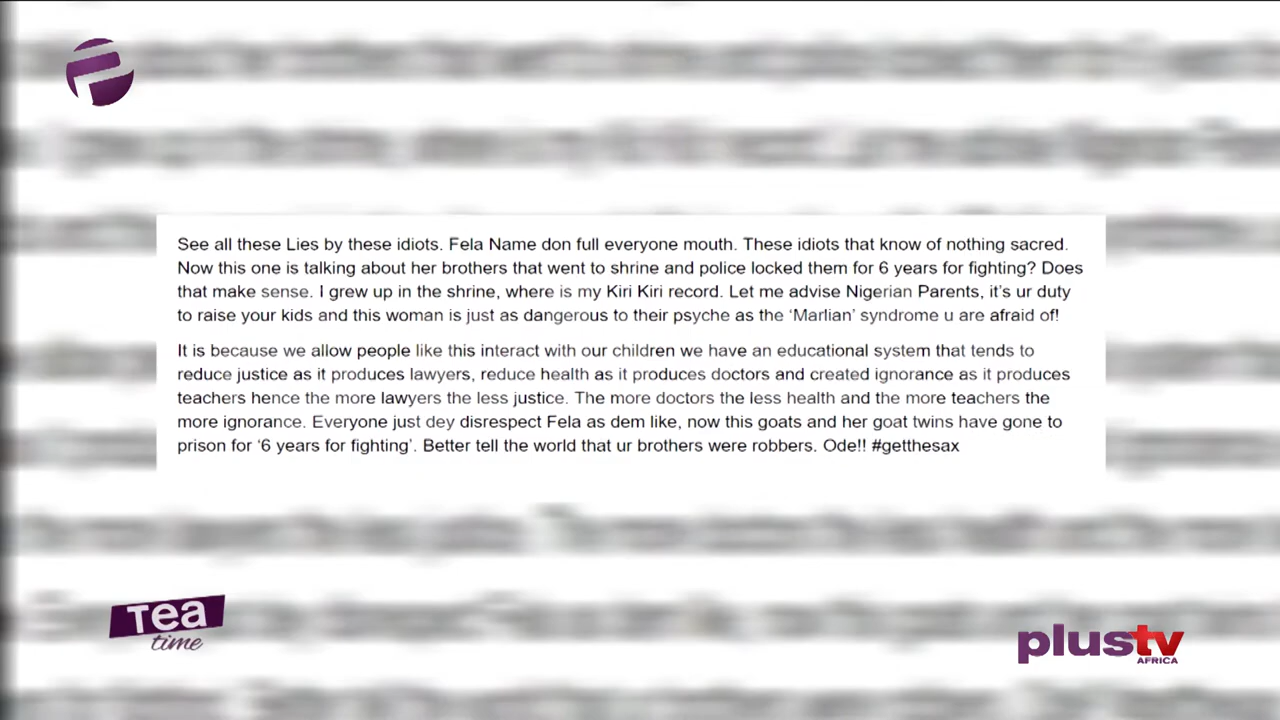 See all these Lies by these idiots. Fela Name don full everyone mouth. These idiots that know of nothing sacred.
Now this one is talking about her brothers that went to shrine and police locked them for 6 years for fighting? Does
that make sense. I grew up in the shrine, where is my Kiri Kiri record. Let me advise Nigerian Parents, it’s ur duty
to raise your kids and this woman is just as dangerous to their psyche as the ‘Marlian’ syndrome u are afraid of!
It is because we allow people like this interact with our children we have an educational system that tends to
reduce justice as it produces lawyers, reduce health as it produces doctors and created ignorance as it produces
teachers hence the more lawyers the less justice. The more doctors the less health and the more teachers the
more ignorance. Everyone just dey disrespect Fela as dem like, now this goats and her goat twins have gone to
prison for ‘6 years for fighting’. Better tell the world that ur brothers were robbers. Ode!! #getthesax
Tea
time
plustv
AFRICA